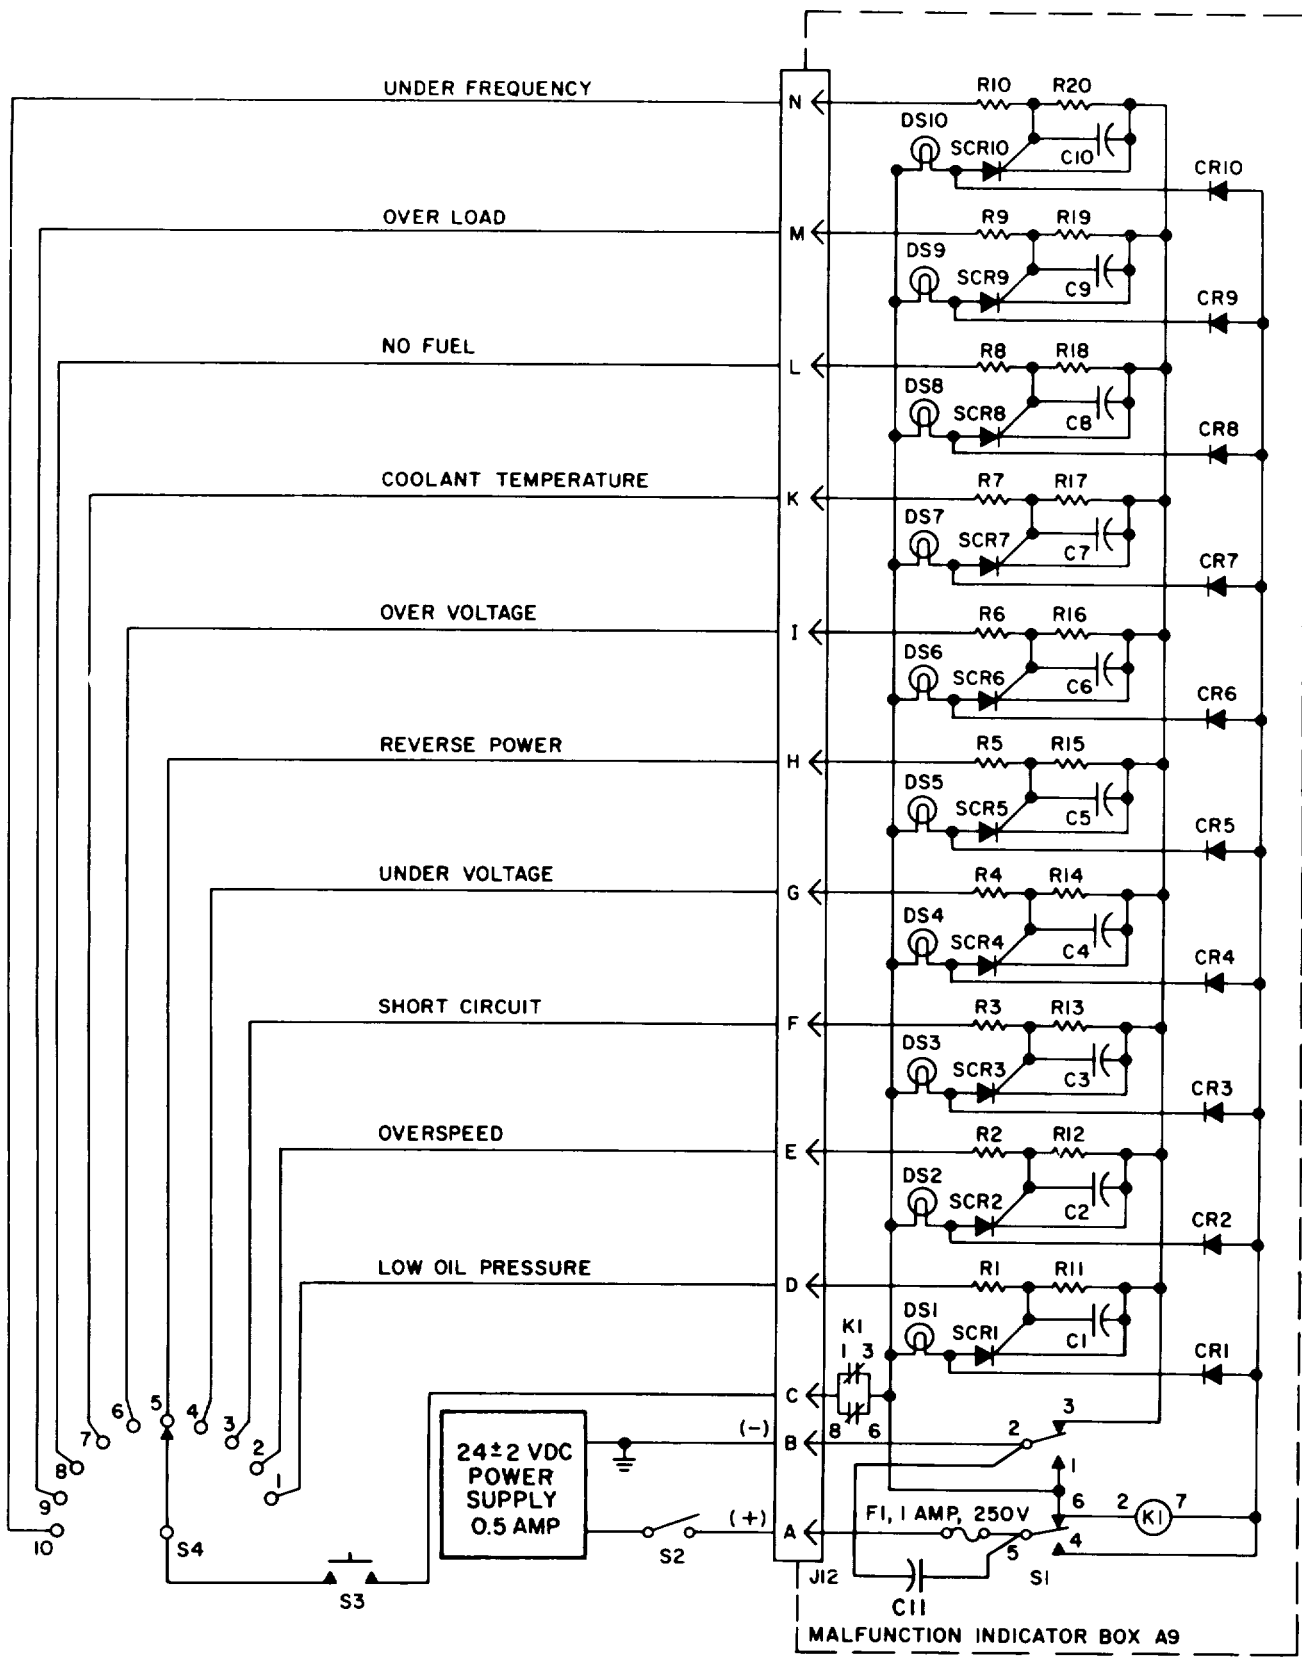 UNDER FREQUENCY
N
R10 R20
DS10
SCR10
C10
CR10
OVER LOAD
M
R9 R19
DS9
SCR9
C9
CR9
NO FUEL
L
R8 R18
DS8
SCR8
C8
CR8
COOLANT TEMPERATURE
K
R7 R17
DS7
SCR7
C7
CR7
OVER VOLTAGE
I
R6 R16
DS6
SCR6
C6
CR6
REVERSE POWER
H
R5 R15
DS5
SCR5
C5
CR5
UNDER VOLTAGE
G
R4 R14
DS4
SCR4
C4
CR4
SHORT CIRCUIT
F
R3 R13
DS3
SCR3
C3
CR3
OVERSPEED
E
R2 R12
DS2
SCR2
C2
CR2
LOW OIL PRESSURE
D
R1 R11
DS1
SCR1
C1
CR1
K1
1 3
C
8 6
10 9 8 7 6 5 4 3 2 1
24±2 VDC
POWER
SUPPLY
0.5 AMP
(-) B
2 3
1
(+) A
F1, 1 AMP, 250V
6 2 K1 7
5 4
S4
S2
S3
J12
C11
S1
MALFUNCTION INDICATOR BOX A9